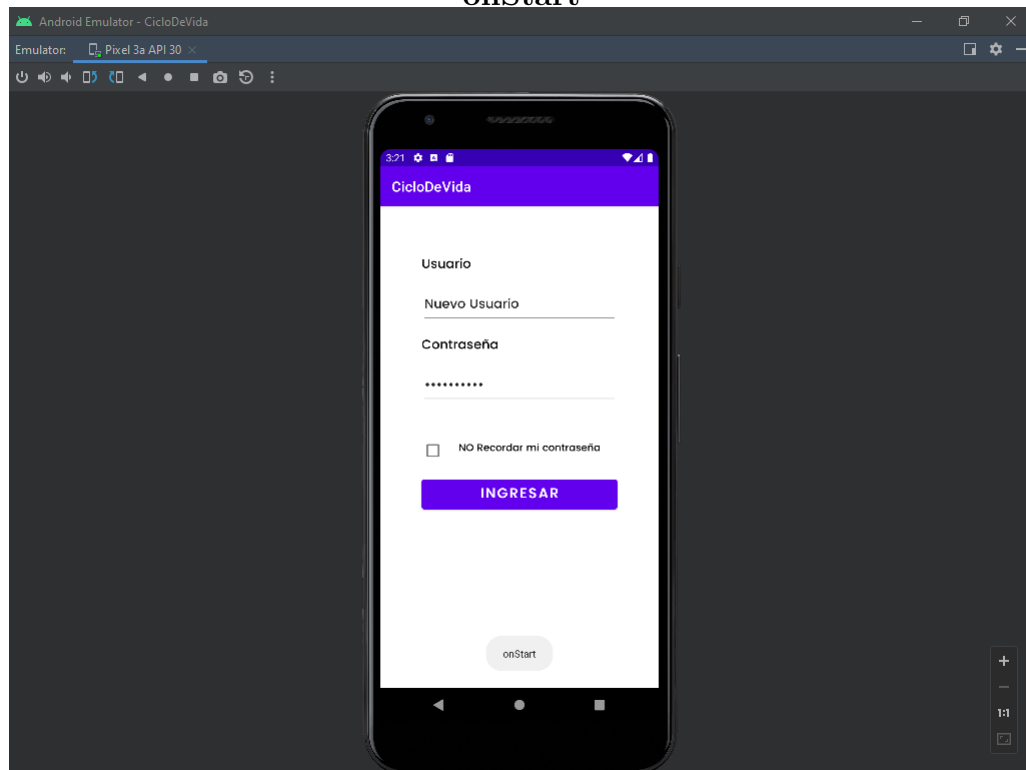 onStart
Android Emulator - CicloDeVida
Emulator: Pixel 3a API 30
3:21
CicloDeVida
Usuario
Nuevo Usuario
Contraseña
••••••••••
NO Recordar mi contraseña
INGRESAR
onStart
1:1